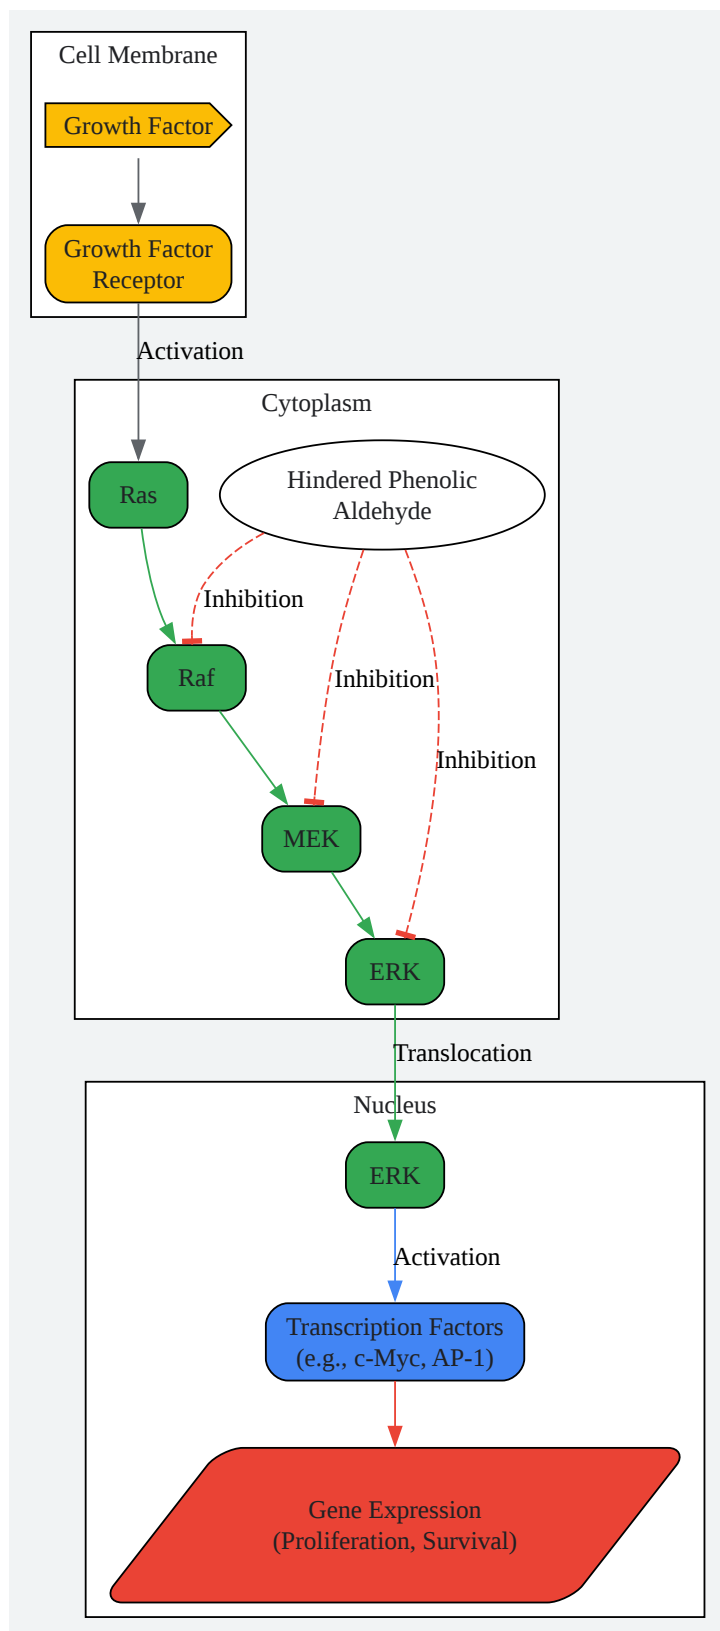 Cell Membrane
Growth Factor
Growth Factor
Receptor
Activation
Cytoplasm
Ras
Hindered Phenolic
Aldehyde
Inhibition
Raf
Inhibition
Inhibition
MEK
ERK
Translocation
Nucleus
ERK
Activation
Transcription Factors
(e.g., c-Myc, AP-1)
Gene Expression
(Proliferation, Survival)